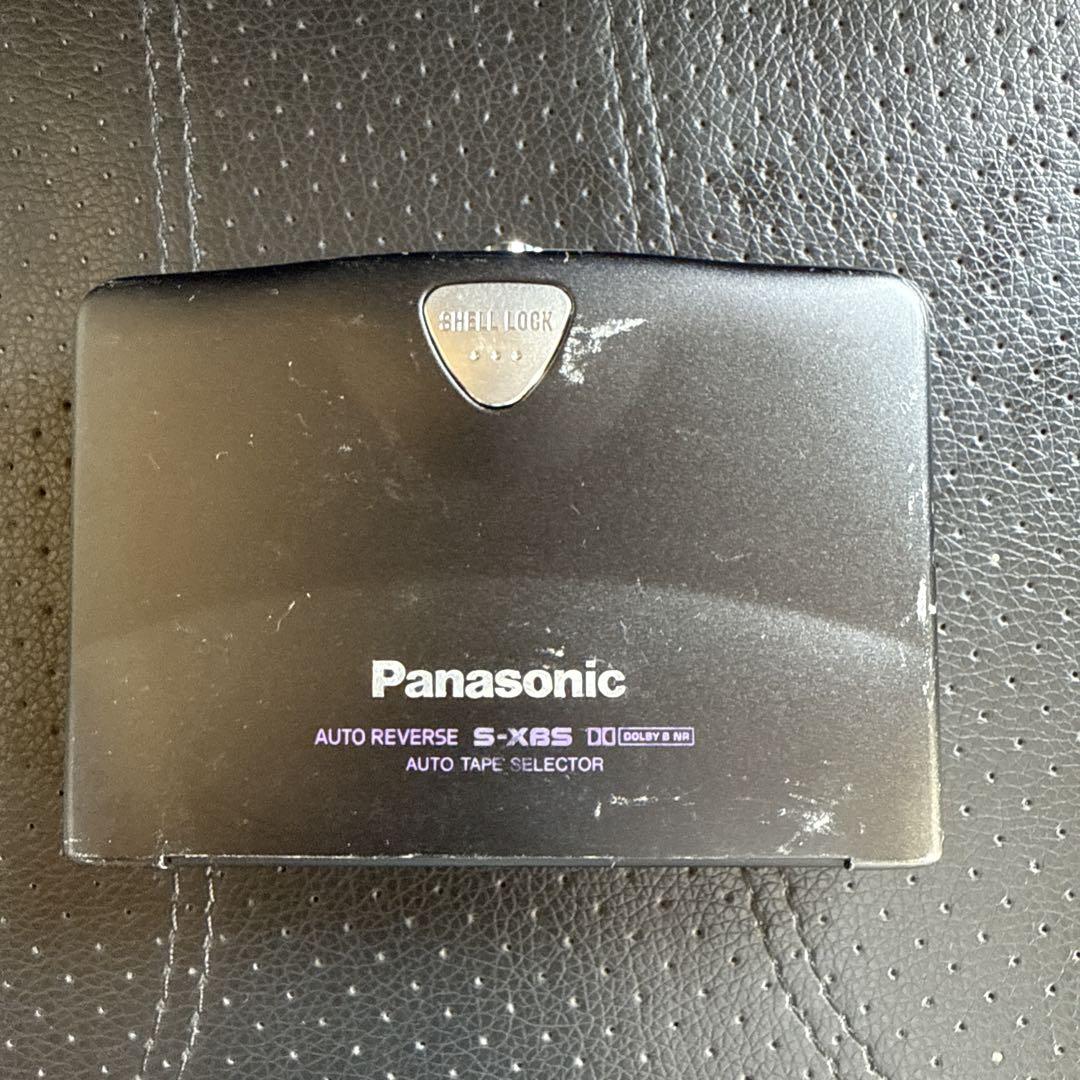 SHELL LOCK
Panasonic
AUTO REVERSE S-XBS DOLBY B NR
AUTO TAPE SELECTOR